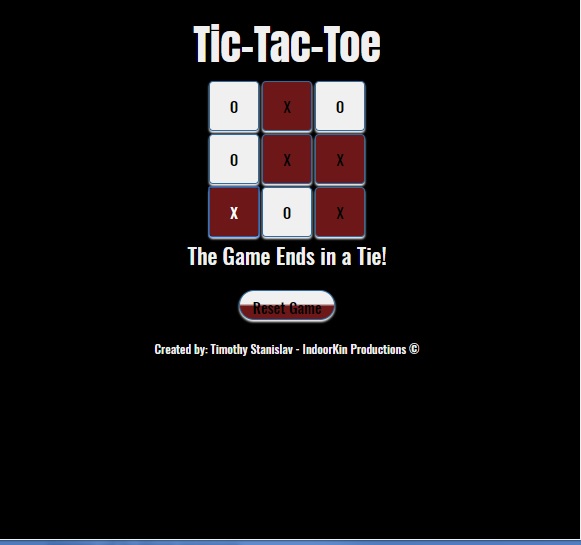 Tic-Tac-Toe
O X O
O X X
X O X
The Game Ends in a Tie!
Reset Game
Created by: Timothy Stanislav - IndoorKin Productions ©